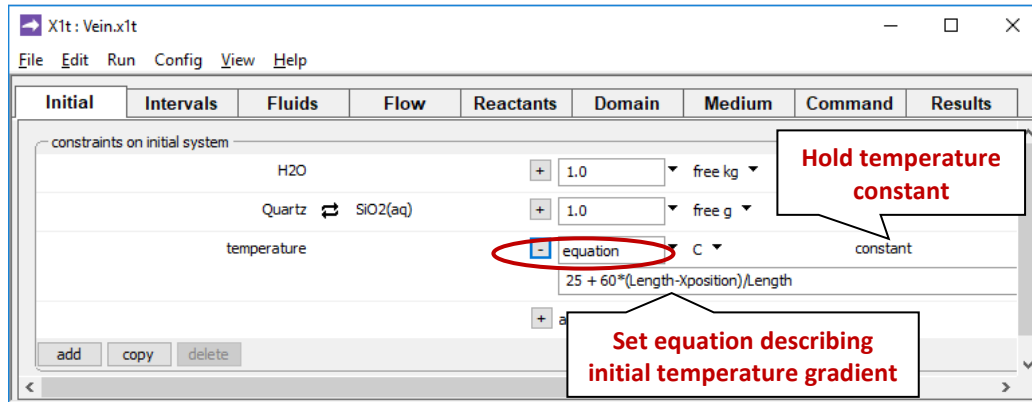 X1t : Vein.x1t
File Edit Run Config View Help
Initial Intervals Fluids Flow Reactants Domain Medium Command Results
constraints on initial system
H2O + 1.0 free kg
Quartz SiO2(aq) + 1.0 free g
temperature - equation C constant
25 + 60*(Length-Xposition)/Length
+
add copy delete
Hold temperature
constant
Set equation describing
initial temperature gradient